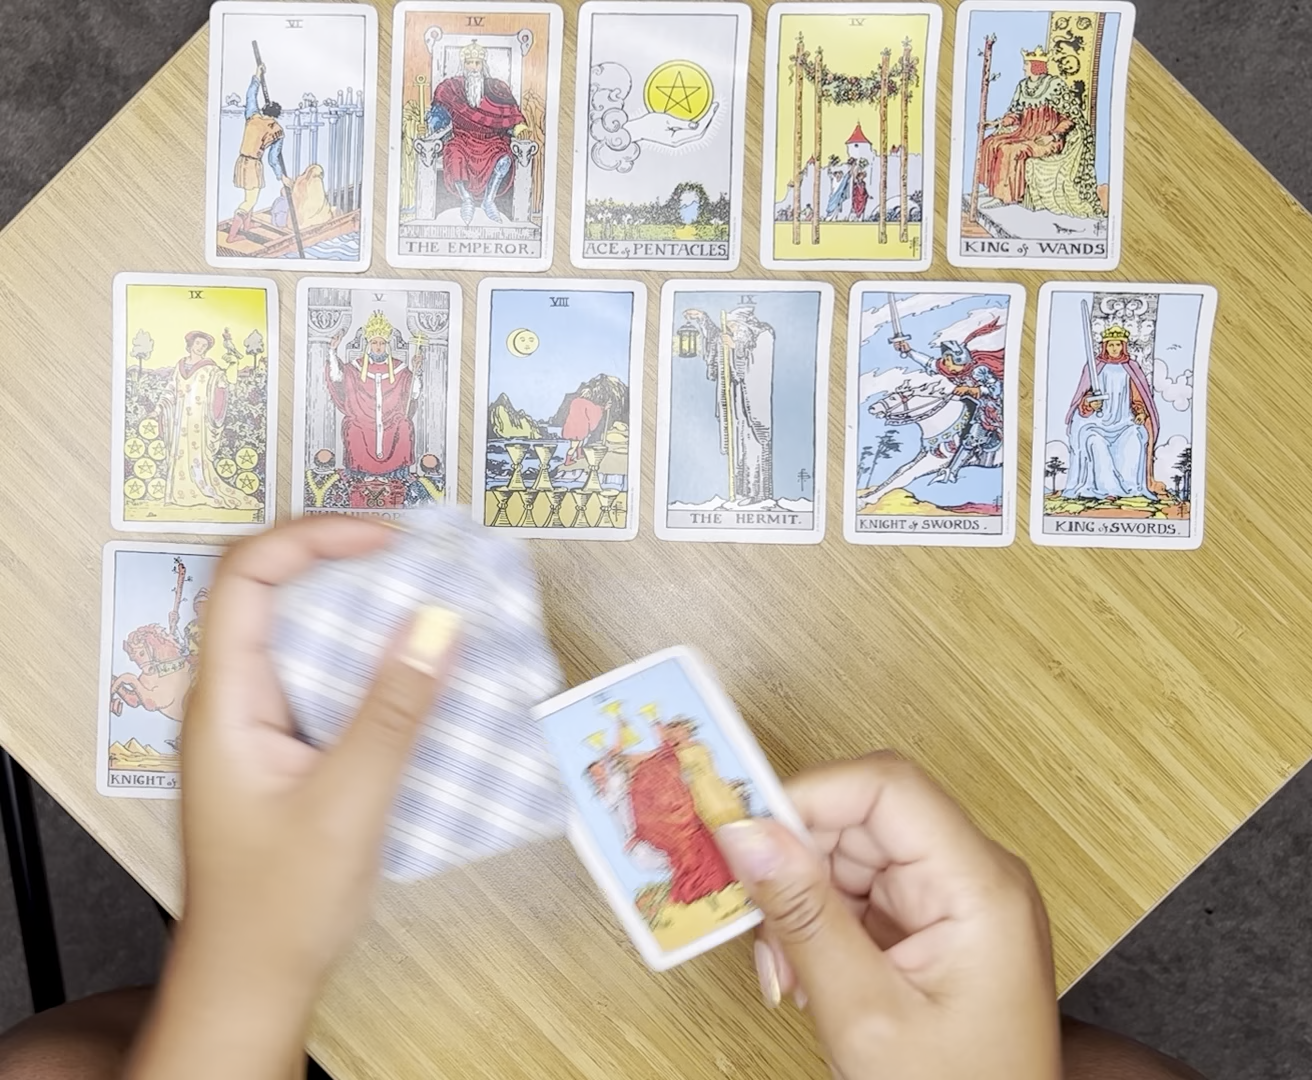 VI
IV
THE EMPEROR.
ACE of PENTACLES.
IV
KING of WANDS
IX
V
VIII
IX
THE HERMIT.
KNIGHT of SWORDS.
KING of SWORDS.
KNIGHT of